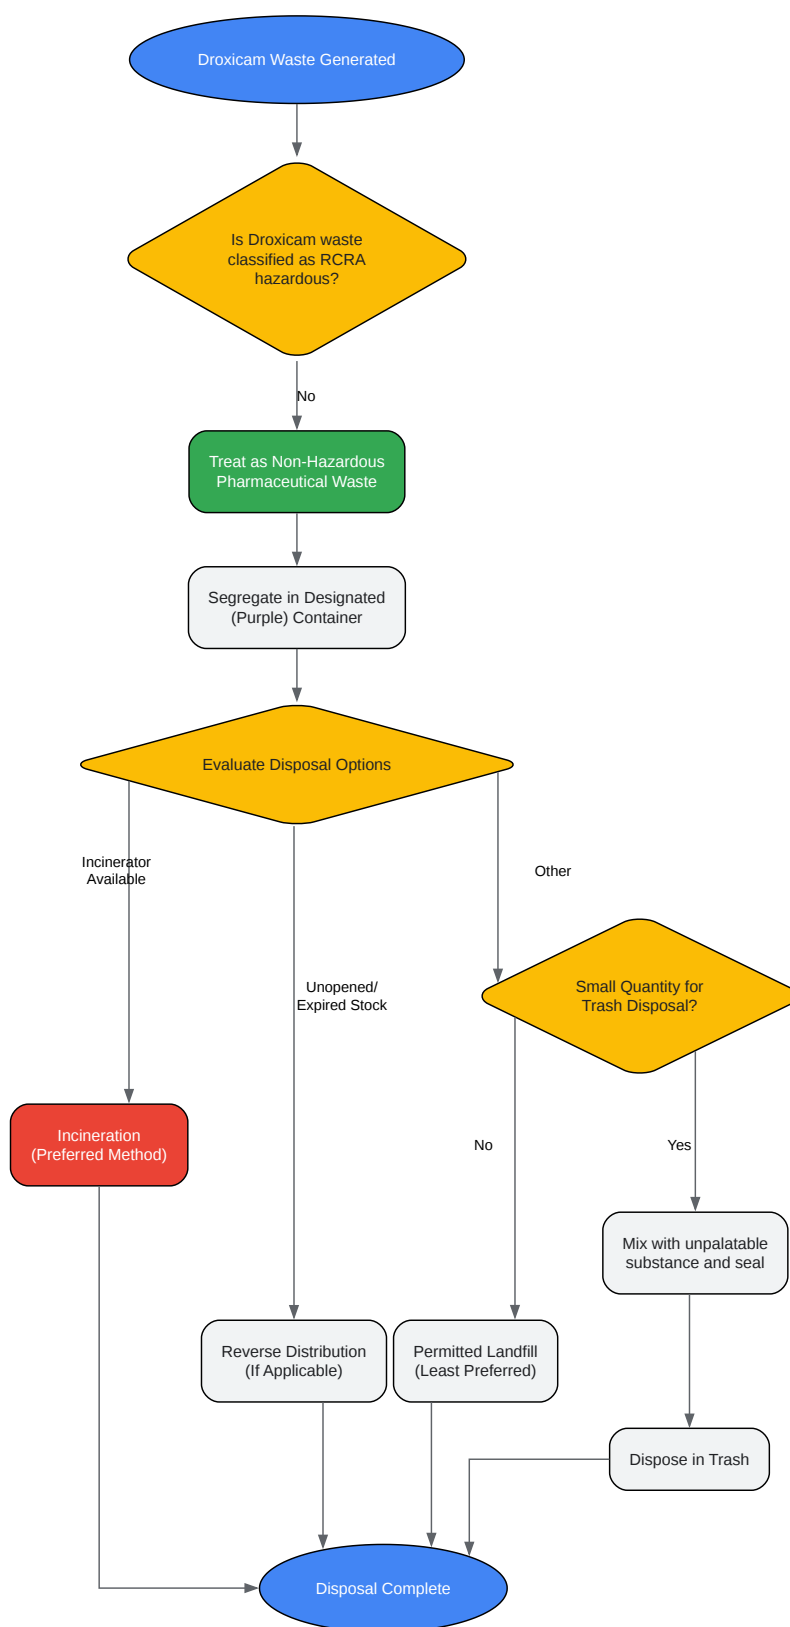 Droxicam Waste Generated
Is Droxicam waste
classified as RCRA
hazardous?
No
Treat as Non-Hazardous
Pharmaceutical Waste
Segregate in Designated
(Purple) Container
Evaluate Disposal Options
Incinerator
Available
Other
Unopened/
Expired Stock
Small Quantity for
Trash Disposal?
Incineration
(Preferred Method)
No
Yes
Mix with unpalatable
substance and seal
Reverse Distribution
(If Applicable)
Permitted Landfill
(Least Preferred)
Dispose in Trash
Disposal Complete